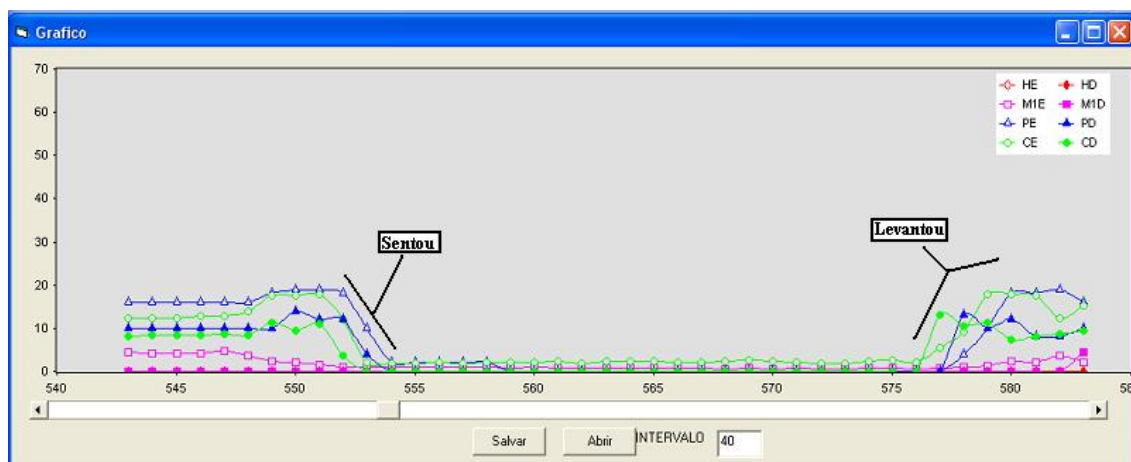 Grafico
70
60
50
40
30
20
10
0
HE HD
M1E M1D
PE PD
CE CD
Sentou
Levantou
540 545 550 555 560 565 570 575 580 58
Salvar Abrir INTERVALO 40